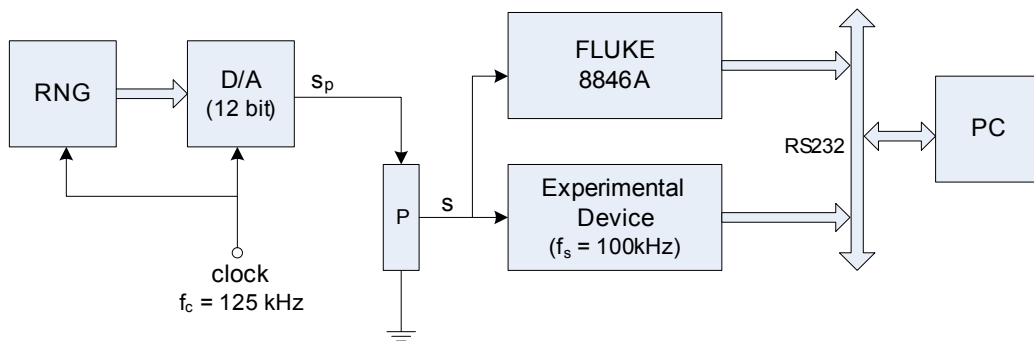 RNG
D/A
(12 bit)
sp
clock
fc = 125 kHz
P
s
FLUKE
8846A
Experimental
Device
(fs = 100kHz)
RS232
PC